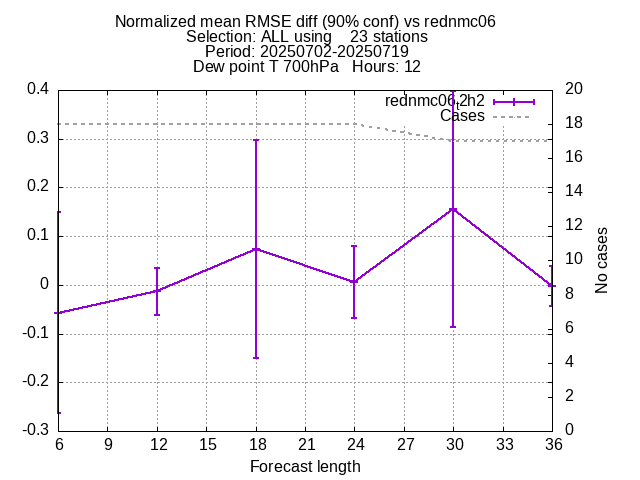 Normalized mean RMSE diff (90% conf) vs rednmc06
Selection: ALL using    23 stations
Period: 20250702-20250719
Dew point T 700hPa   Hours: 12
rednmc06_t2h2
Cases
0.4
0.3
0.2
0.1
0
-0.1
-0.2
-0.3
20
18
16
14
12
10
8
6
4
2
0
No cases
6 9 12 15 18 21 24 27 30 33 36
Forecast length